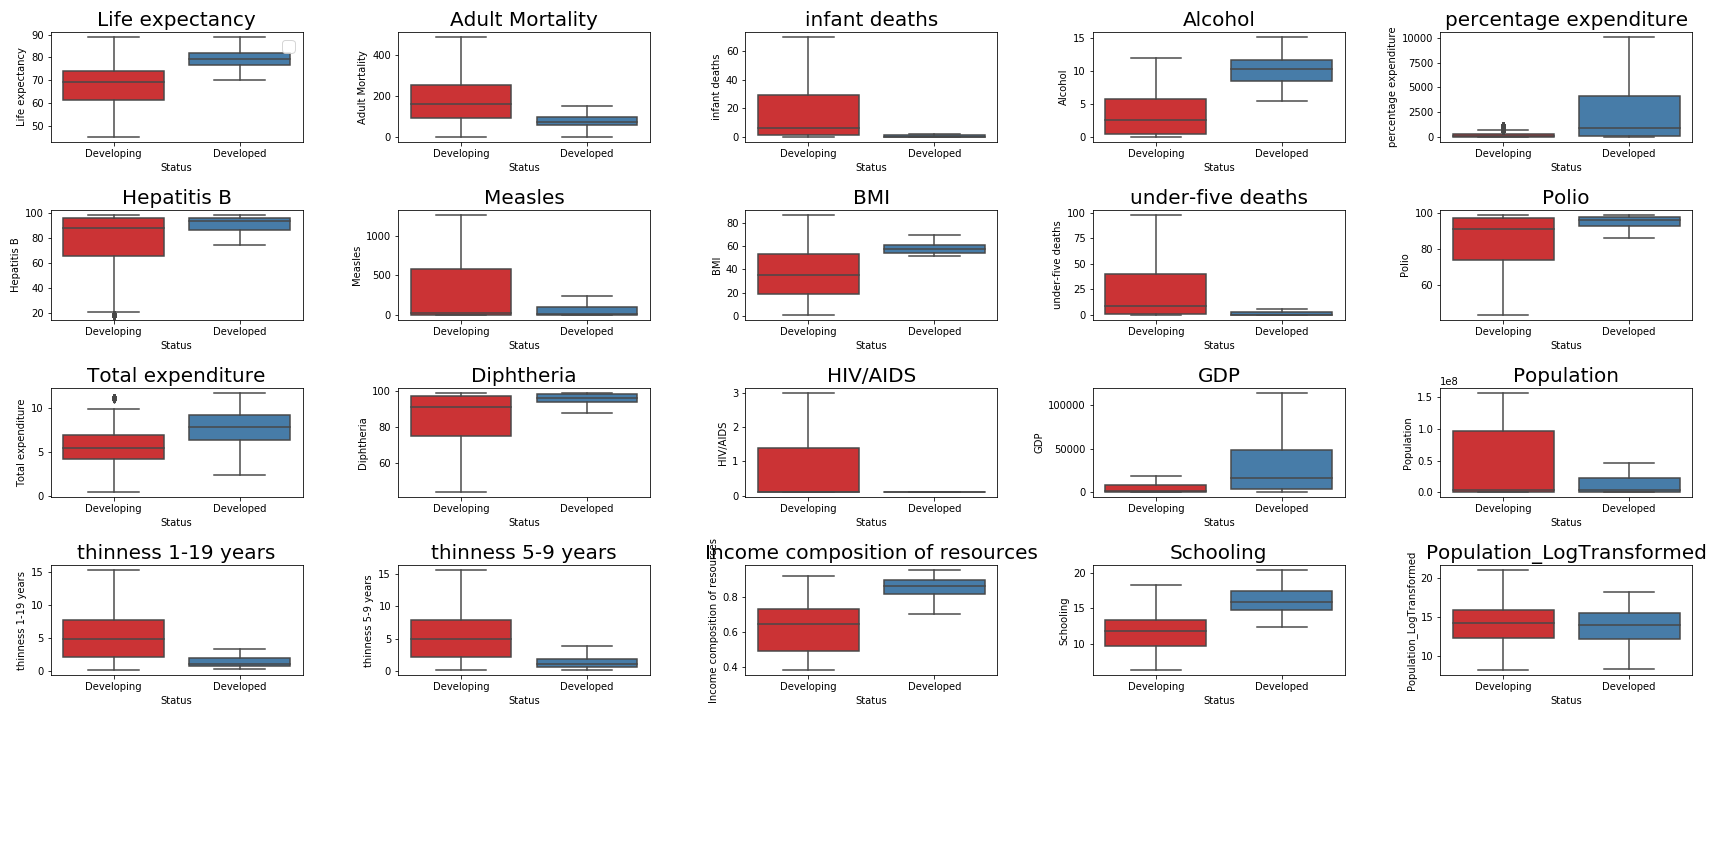 Life expectancy
Life expectancy
90
80
70
60
50
Developing
Developed
Status
Adult Mortality
Adult Mortality
400
200
0
Developing
Developed
Status
infant deaths
infant deaths
60
40
20
0
Developing
Developed
Status
Alcohol
Alcohol
15
10
5
0
Developing
Developed
Status
percentage expenditure
percentage expenditure
10000
7500
5000
2500
0
Developing
Developed
Status
Hepatitis B
Hepatitis B
100
80
60
40
20
Developing
Developed
Status
Measles
Measles
1000
500
0
Developing
Developed
Status
BMI
BMI
80
60
40
20
0
Developing
Developed
Status
under-five deaths
under-five deaths
100
75
50
25
0
Developing
Developed
Status
Polio
Polio
100
80
60
Developing
Developed
Status
Total expenditure
Total expenditure
10
5
0
Developing
Developed
Status
Diphtheria
Diphtheria
100
80
60
Developing
Developed
Status
HIV/AIDS
HIV/AIDS
3
2
1
0
Developing
Developed
Status
GDP
GDP
100000
50000
0
Developing
Developed
Status
Population
1e8
Population
1.5
1.0
0.5
0.0
Developing
Developed
Status
thinness 1-19 years
thinness 1-19 years
15
10
5
0
Developing
Developed
Status
thinness 5-9 years
thinness 5-9 years
15
10
5
0
Developing
Developed
Status
Income composition of resources
Income composition of resources
0.8
0.6
0.4
Developing
Developed
Status
Schooling
Schooling
20
15
10
Developing
Developed
Status
Population_LogTransformed
Population_LogTransformed
20
15
10
Developing
Developed
Status